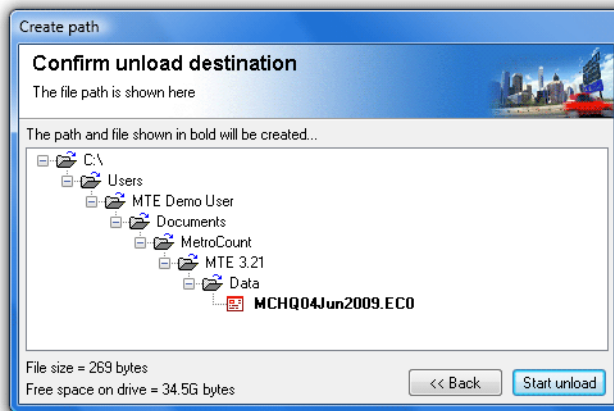 Create path
Confirm unload destination
The file path is shown here
The path and file shown in bold will be created...
C:\
Users
MTE Demo User
Documents
MetroCount
MTE 3.21
Data
MCHQ04Jun2009.EC0
File size = 269 bytes
Free space on drive = 34.5G bytes
<< Back
Start unload